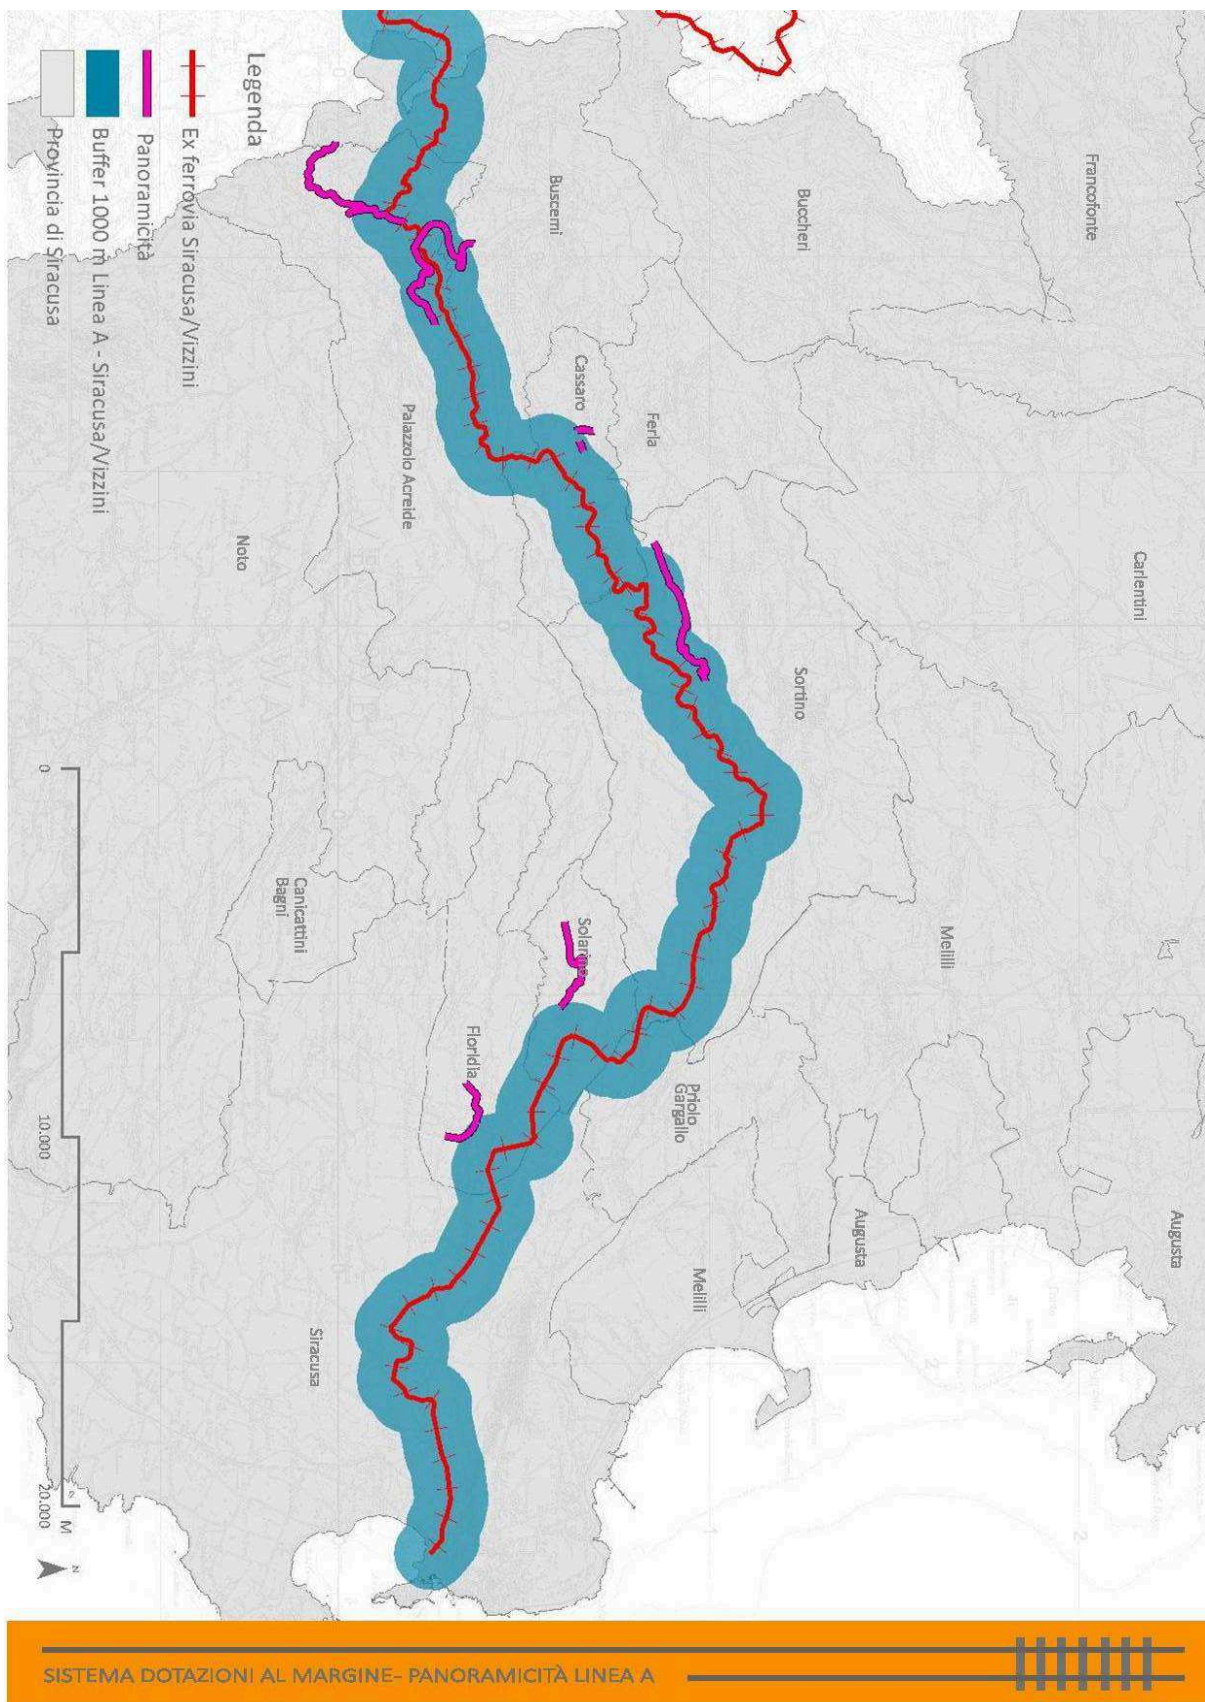 Legenda
Ex ferrovia Siracusa/Vizzini
Panoramicità
Buffer 1000 m Linea A - Siracusa/Vizzini
Provincia di Siracusa
Francofonte
Buccheri
Buscemi
Cassaro
Ferla
Palazzolo Acreide
Noto
Carlentini
Sortino
Canicattini
Bagni
Solarino
Melilli
Floridia
Priolo
Gargallo
Augusta
Augusta
Melilli
Siracusa
0
10.000
20.000
M
N
SISTEMA DOTAZIONI AL MARGINE- PANORAMICITÀ LINEA A